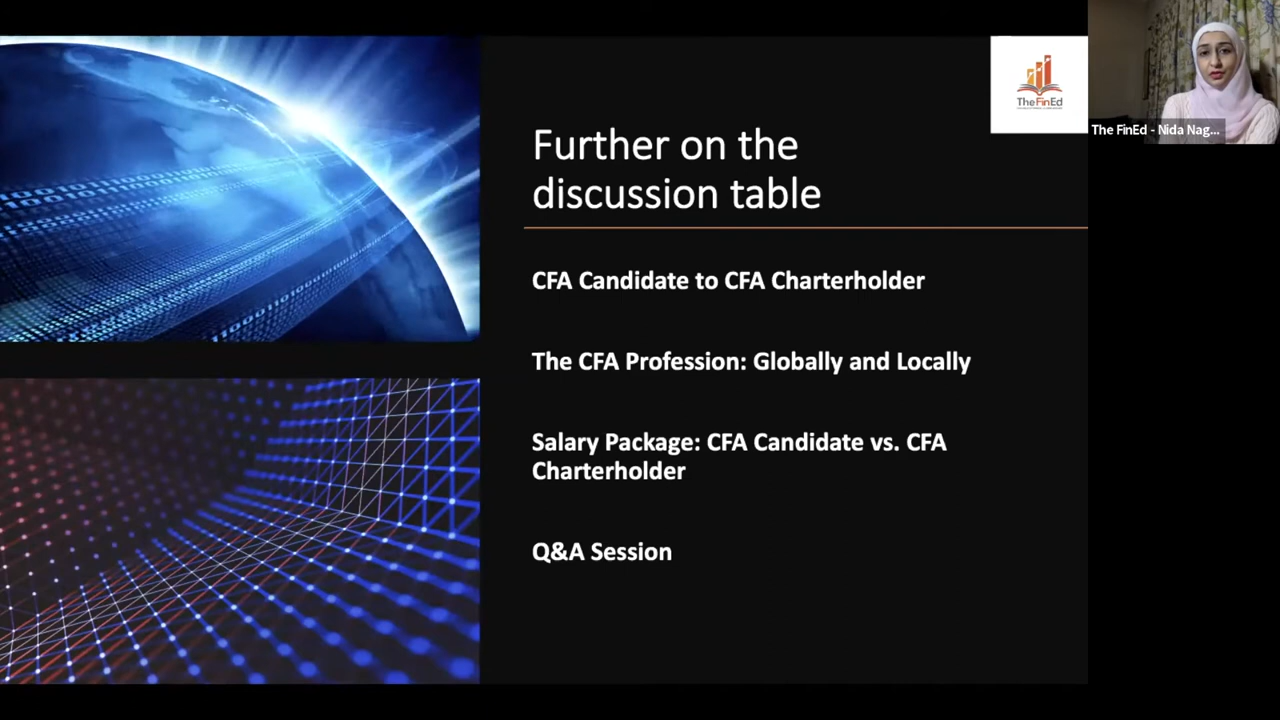 TheFinEd
The FinEd - Nida Nag...
Further on the
discussion table
CFA Candidate to CFA Charterholder
The CFA Profession: Globally and Locally
Salary Package: CFA Candidate vs. CFA
Charterholder
Q&A Session